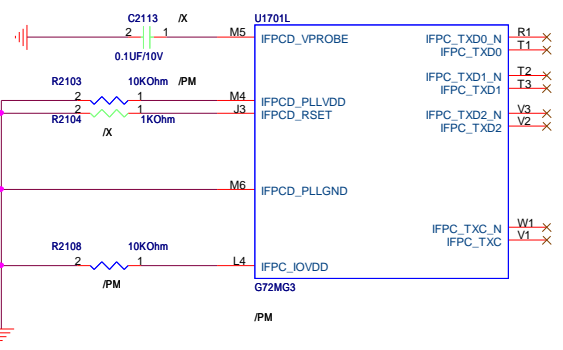 C2113 /X U1701L
2 1 M5 IFPCD_VPROBE IFPC_TXD0_N R1
0.1UF/10V IFPC_TXD0 T1
R2103 10KOhm /PM IFPC_TXD1_N T2
IFPC_TXD1 T3
2 1 M4 IFPCD_PLLVDD
2 1 J3 IFPCD_RSET IFPC_TXD2_N V3
R2104 1KOhm IFPC_TXD2 V2
/X
M6 IFPCD_PLLGND
IFPC_TXC_N W1
IFPC_TXC V1
R2108 10KOhm
2 1 L4 IFPC_IOVDD
/PM G72MG3
/PM